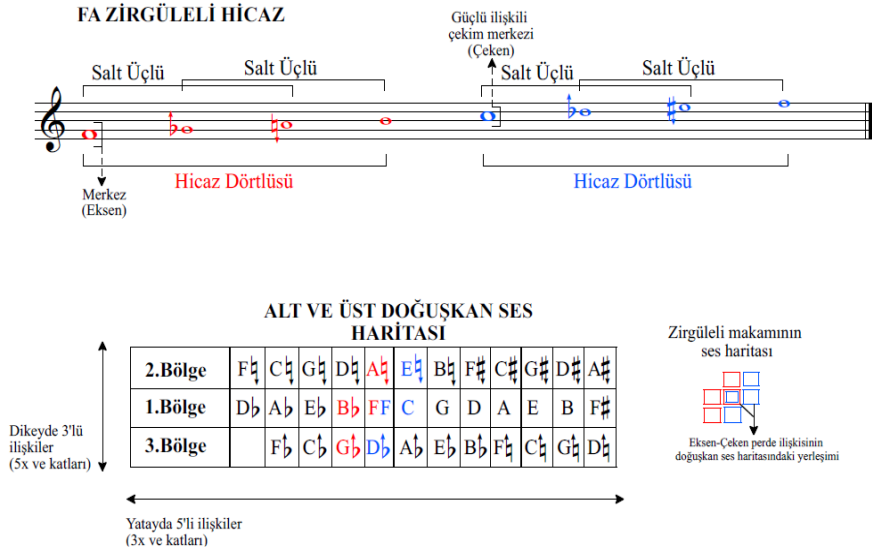 FA ZİRGÜLELİ HİCAZ
Güçlü ilişkili
çekim merkezi
(Çeken)
Salt Üçlü
Salt Üçlü
Salt Üçlü
Salt Üçlü
Hicaz Dörtlüsü
Hicaz Dörtlüsü
Merkez
(Eksen)
ALT VE ÜST DOĞUŞKAN SES
HARİTASI
Zirgüleli makamının
ses haritası
2.Bölge F♮ C♮ G♮ D♮ A♮ E♮ B♮ F♯ C♯ G♯ D♯ A♯
1.Bölge D♭ A♭ E♭ B♭ FF C G D A E B F♯
3.Bölge F♭ C♭ G♭ D♭ A♭ E♭ B♭ F♮ C♮ G♮ D♮
Dikeyde 3'lü
ilişkiler
(5x ve katları)
Eksen-Çeken perde ilişkisinin
doğuşkan ses haritasındaki yerleşimi
Yatayda 5'li ilişkiler
(3x ve katları)